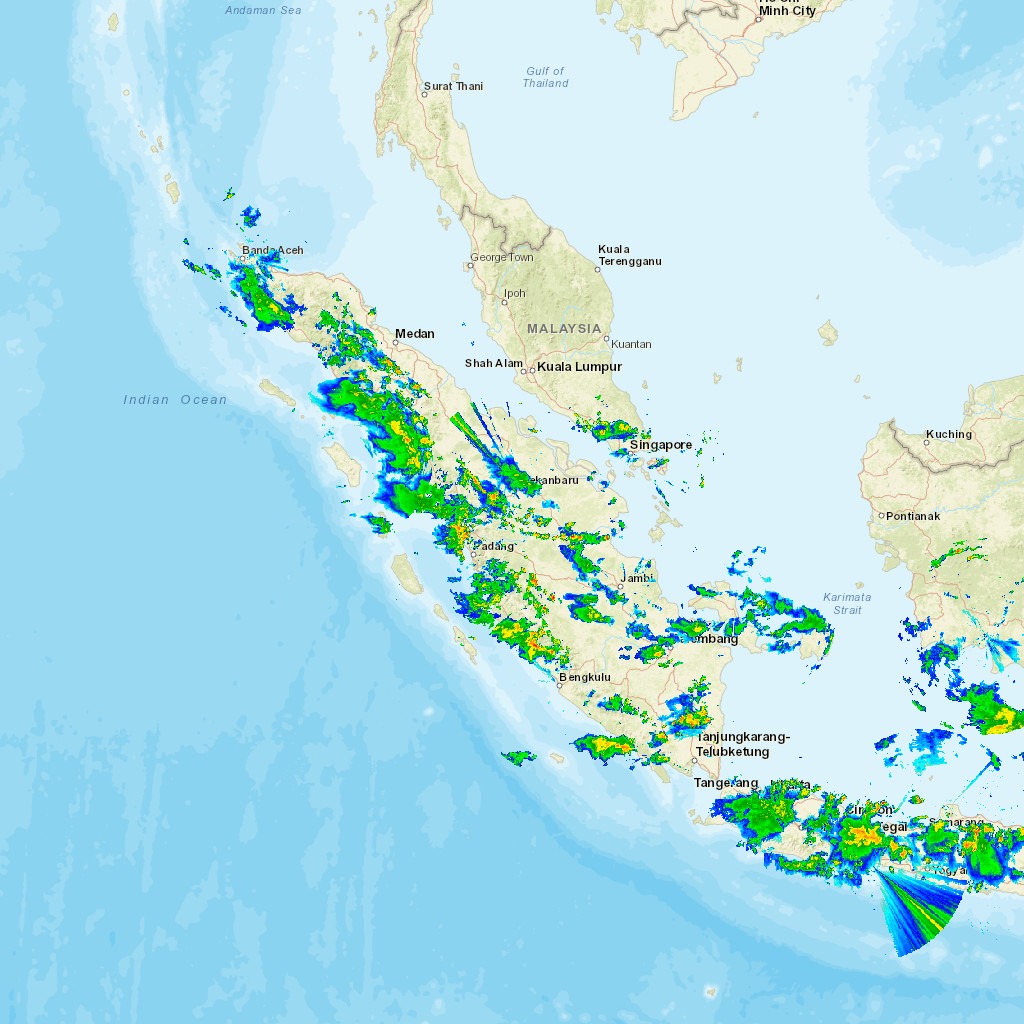 Andaman Sea
Minh City
Gulf of
Thailand
Surat Thani
Banda Aceh
George Town
Kuala
Terengganu
Ipoh
MALAYSIA
Medan
Kuantan
Shah Alam
Kuala Lumpur
Indian Ocean
Kuching
Singapore
Pontianak
Padang
Jambi
Karimata
Strait
Bengkulu
Tanjungkarang-
Telubketung
Tangerang
Semarang